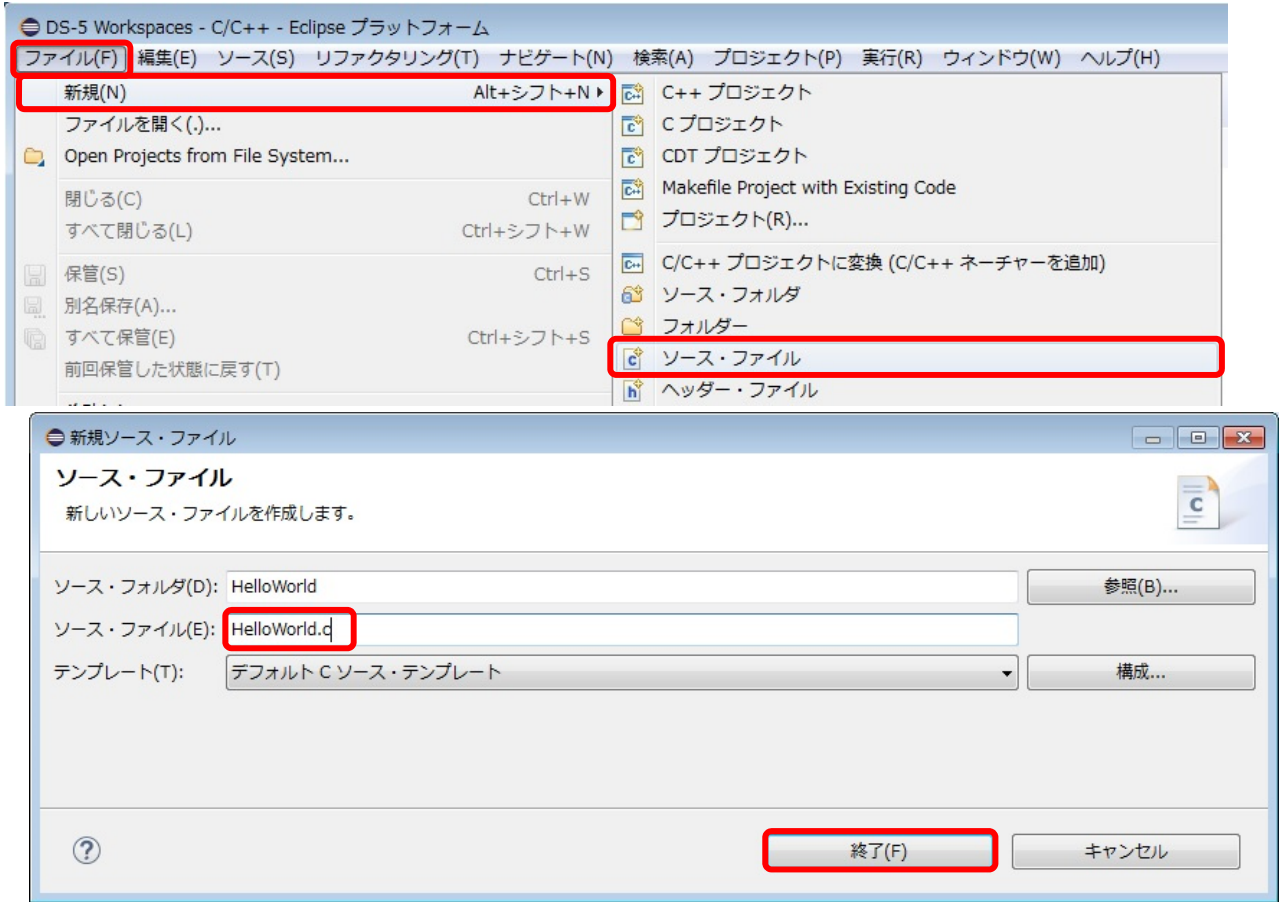 DS-5 Workspaces - C/C++ - Eclipse プラットフォーム
ファイル(F) 編集(E) ソース(S) リファクタリング(T) ナビゲート(N) 検索(A) プロジェクト(P) 実行(R) ウィンドウ(W) ヘルプ(H)
新規(N) Alt+シフト+N
ファイルを開く(.)...
Open Projects from File System...
閉じる(C) Ctrl+W
すべて閉じる(L) Ctrl+シフト+W
保管(S) Ctrl+S
別名保存(A)...
すべて保管(E) Ctrl+シフト+S
前回保管した状態に戻す(T)
C++ プロジェクト
C プロジェクト
CDT プロジェクト
Makefile Project with Existing Code
プロジェクト(R)...
C/C++ プロジェクトに変換 (C/C++ ネーチャーを追加)
ソース・フォルダ
フォルダー
ソース・ファイル
ヘッダー・ファイル
新規ソース・ファイル
ソース・ファイル
新しいソース・ファイルを作成します。
ソース・フォルダ(D): HelloWorld 参照(B)...
ソース・ファイル(E): HelloWorld.c
テンプレート(T): デフォルト C ソース・テンプレート 構成...
終了(F) キャンセル